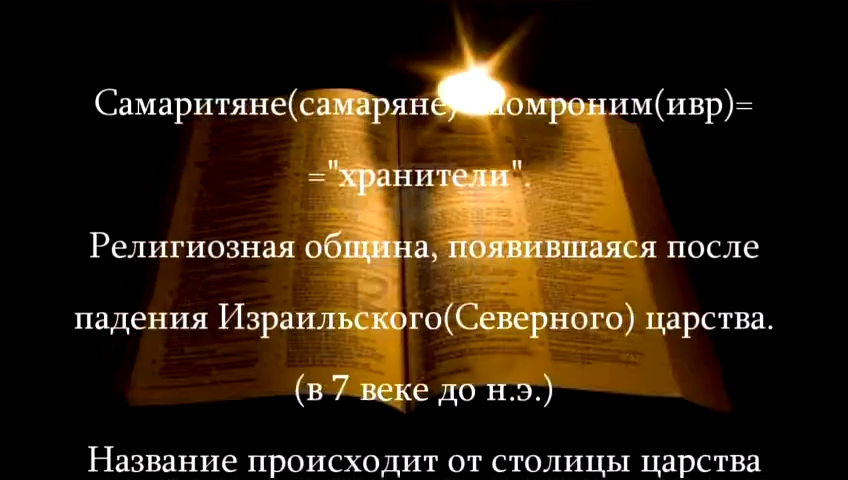 Самаритяне(самаряне) омроним(ивр)=
="хранители".
Религиозная община, появившаяся после
падения Израильского(Северного) царства.
(в 7 веке до н.э.)
Название происходит от столицы царства